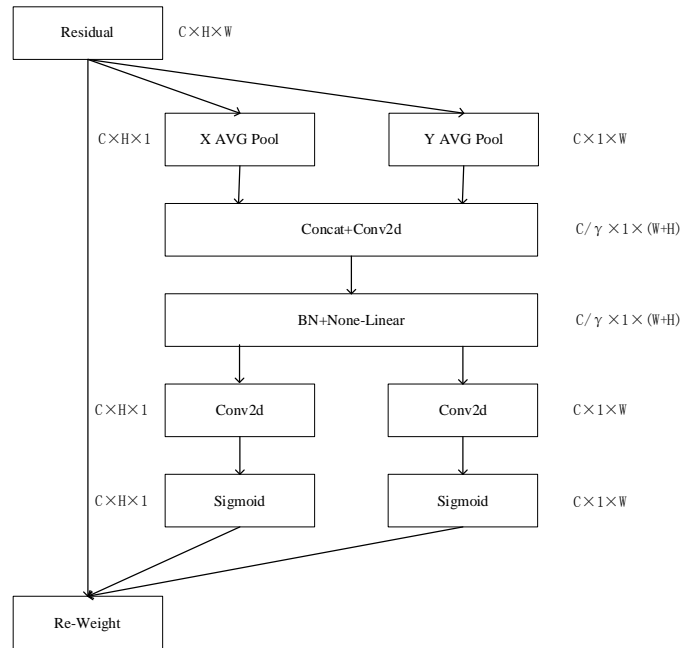 Residual
C×H×W
C×H×1
X AVG Pool
Y AVG Pool
C×1×W
Concat+Conv2d
C/γ×1×(W+H)
BN+None-Linear
C/γ×1×(W+H)
C×H×1
Conv2d
Conv2d
C×1×W
C×H×1
Sigmoid
Sigmoid
C×1×W
Re-Weight